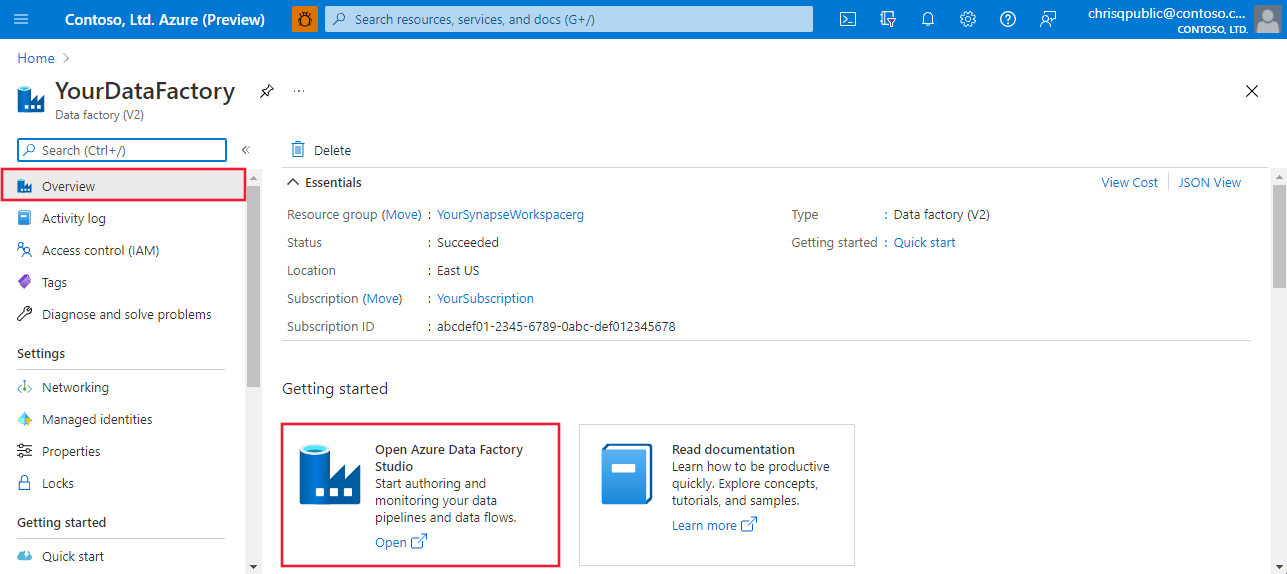 Contoso, Ltd. Azure (Preview)
Search resources, services, and docs (G+/)
chrisqpublic@contoso.c...
CONTOSO, LTD.
Home
YourDataFactory
Data factory (V2)
Search (Ctrl+/)
Overview
Activity log
Access control (IAM)
Tags
Diagnose and solve problems
Settings
Networking
Managed identities
Properties
Locks
Getting started
Quick start
Delete
Essentials
View Cost
JSON View
Resource group (Move) : YourSynapseWorkspacerg
Status : Succeeded
Location : East US
Subscription (Move) : YourSubscription
Subscription ID : abcdef01-2345-6789-0abc-def012345678
Type : Data factory (V2)
Getting started : Quick start
Getting started
Open Azure Data Factory
Studio
Start authoring and
monitoring your data
pipelines and data flows.
Open
Read documentation
Learn how to be productive
quickly. Explore concepts,
tutorials, and samples.
Learn more